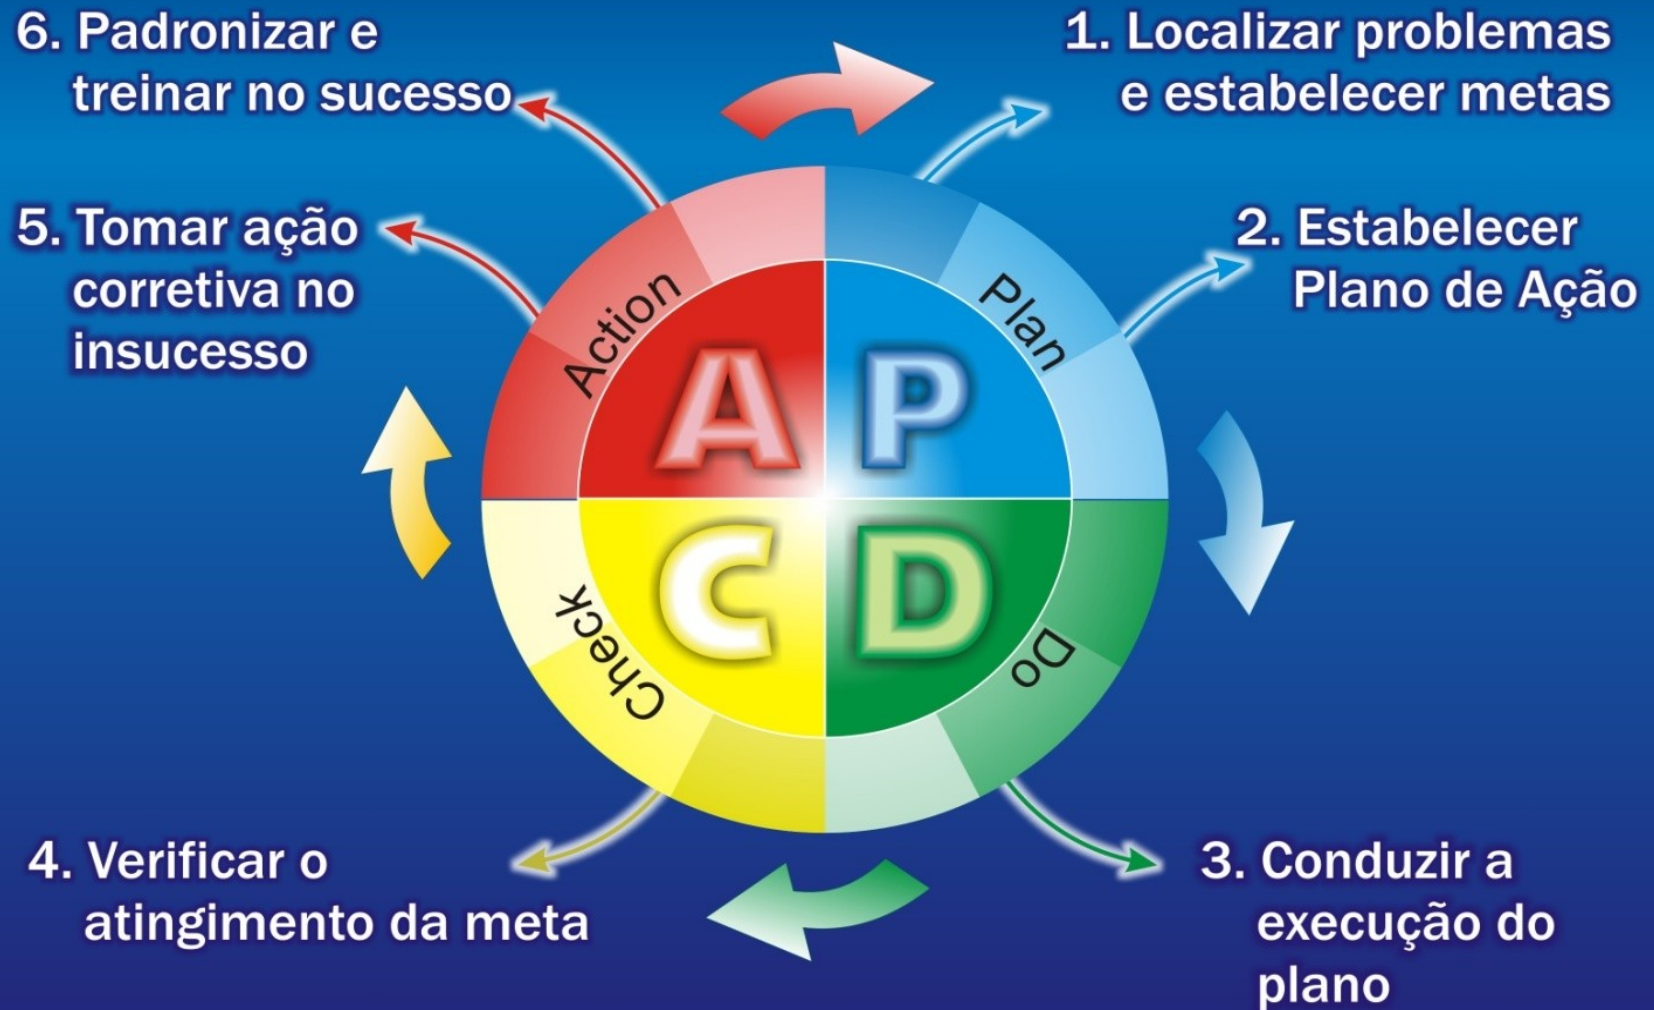 6. Padronizar e
treinar no sucesso
1. Localizar problemas
e estabelecer metas
5. Tomar ação
corretiva no
insucesso
2. Estabelecer
Plano de Ação
Action
Plan
A P
C D
Check
Do
4. Verificar o
atingimento da meta
3. Conduzir a
execução do
plano